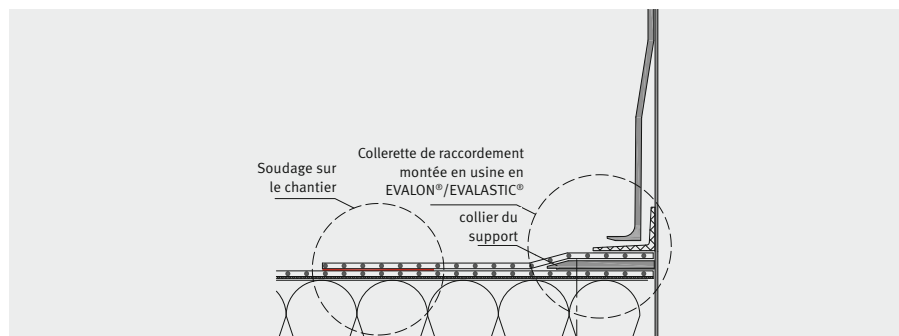 Soudage sur
le chantier
Collerette de raccordement
montée en usine en
EVALON®/EVALASTIC®
collier du
support